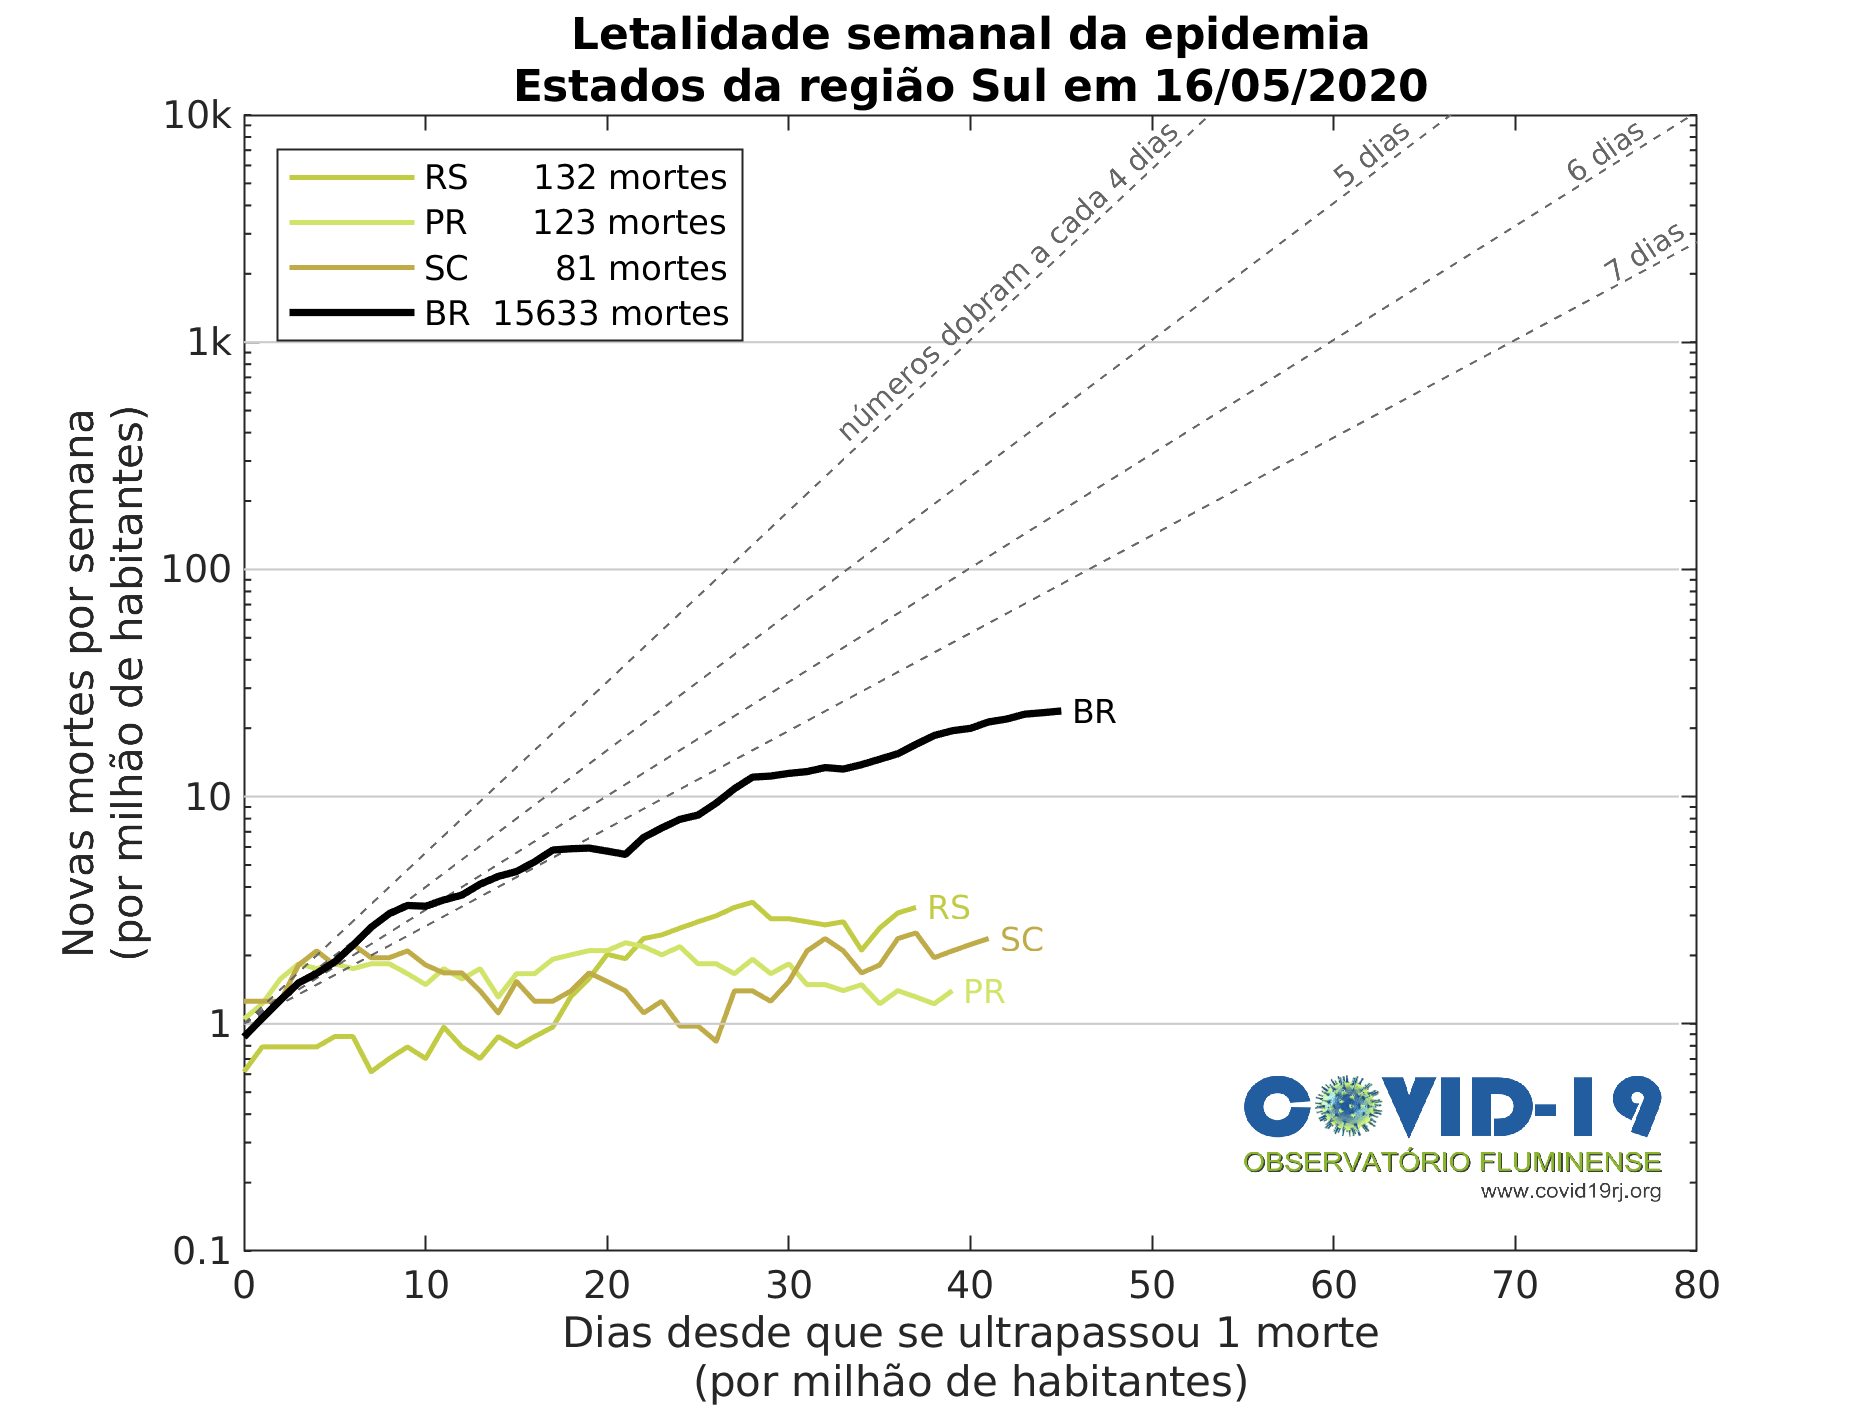 Letalidade semanal da epidemia
Estados da região Sul em 16/05/2020
10k
1k
100
10
1
0.1
Novas mortes por semana
(por milhão de habitantes)
RS 132 mortes
PR 123 mortes
SC 81 mortes
BR 15633 mortes
números dobram a cada 4 dias
5 dias
6 dias
7 dias
BR
RS
SC
PR
COVID-19
OBSERVATÓRIO FLUMINENSE
www.covid19rj.org
0 10 20 30 40 50 60 70 80
Dias desde que se ultrapassou 1 morte
(por milhão de habitantes)